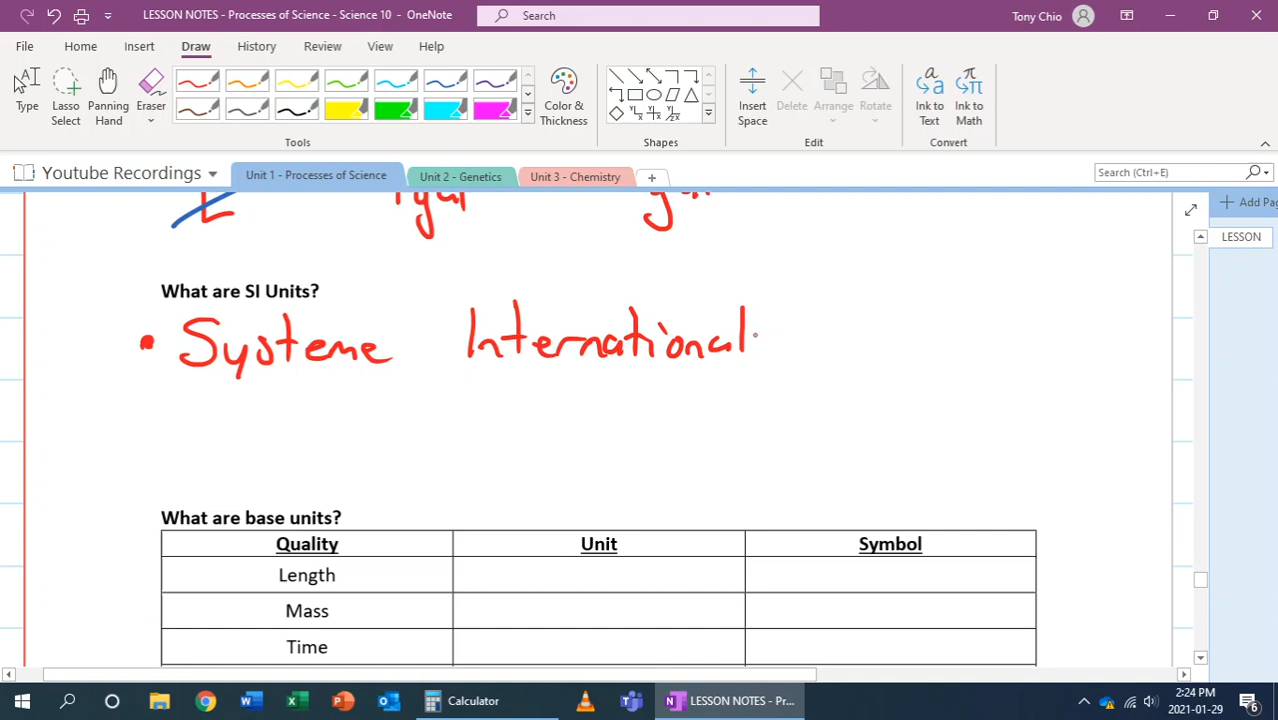 LESSON NOTES - Processes of Science - Science 10 - OneNote
Search
Tony Chio
File Home Insert Draw History Review View Help
Type
Lasso Select
Panning Hand
Eraser
Color & Thickness
Insert Space
Delete
Arrange
Rotate
Ink to Text
Ink to Math
Tools Shapes Edit Convert
Youtube Recordings
Unit 1 - Processes of Science
Unit 2 - Genetics
Unit 3 - Chemistry
Search (Ctrl+E)
Add Pag
LESSON
What are SI Units?
• Systeme International
What are base units?
Quality Unit Symbol
Length
Mass
Time
Calculator
LESSON NOTES - Pr...
2:24 PM
2021-01-29
6